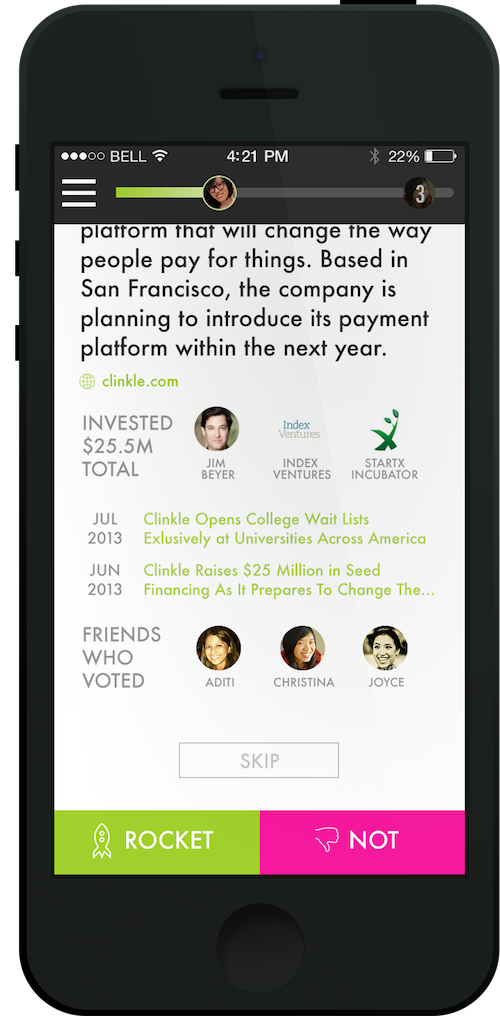 BELL 4:21 PM 22%
3
platform that will change the way
people pay for things. Based in
San Francisco, the company is
planning to introduce its payment
platform within the next year.
clinkle.com
INVESTED
$25.5M
TOTAL
JIM
BEYER
Index
Ventures
INDEX
VENTURES
STARTX
INCUBATOR
JUL
2013
Clinkle Opens College Wait Lists
Exlusively at Universities Across America
JUN
2013
Clinkle Raises $25 Million in Seed
Financing As It Prepares To Change The...
FRIENDS
WHO
VOTED
ADITI
CHRISTINA
JOYCE
SKIP
ROCKET
NOT